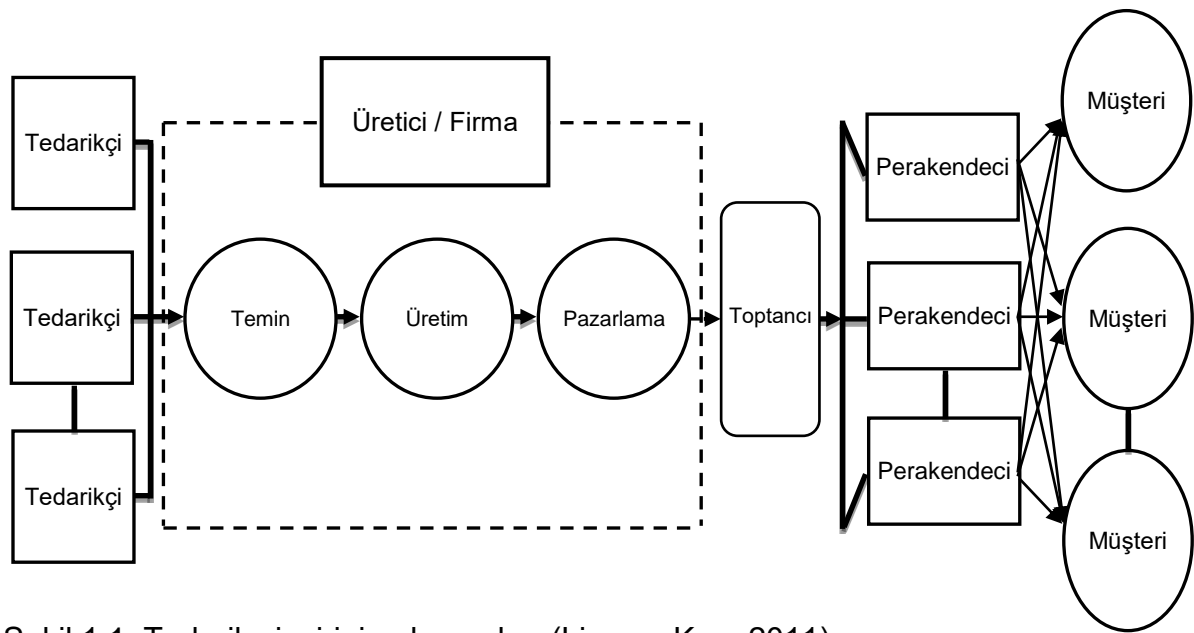 Tedarikçi
Tedarikçi
Tedarikçi
Üretici / Firma
Temin
Üretim
Pazarlama
Toptancı
Perakendeci
Perakendeci
Perakendeci
Müşteri
Müşteri
Müşteri